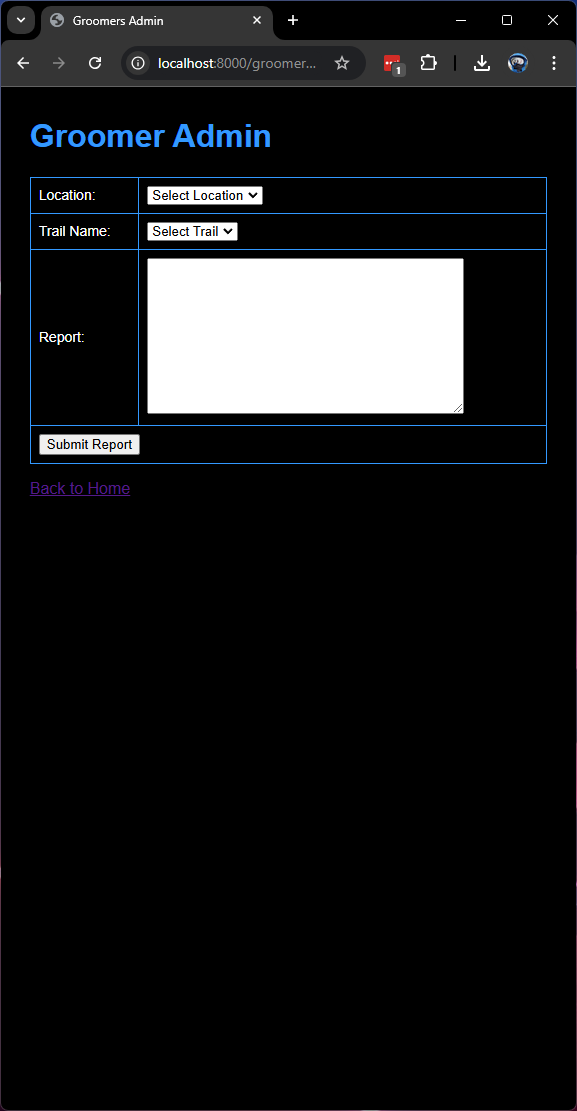 Groomers Admin
localhost:8000/groomer...
1
Groomer Admin
Location:
Select Location
Trail Name:
Select Trail
Report:
Submit Report
Back to Home